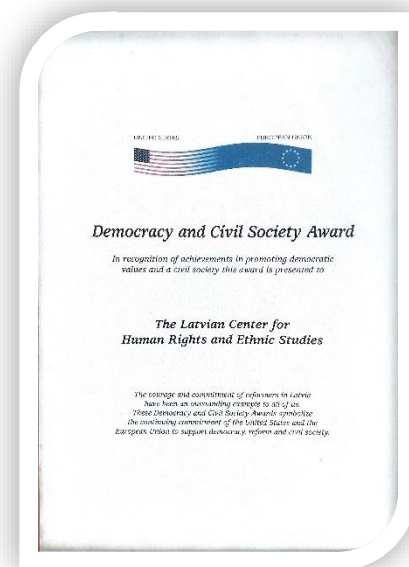 UNITED STATES
EUROPEAN UNION
Democracy and Civil Society Award
In recognition of achievements in promoting democratic
values and a civil society this award is presented to
The Latvian Center for
Human Rights and Ethnic Studies
The courage and commitment of reformers in Latvia
have been an outstanding example to all of us.
These Democracy and Civil Society Awards symbolize
the continuing commitment of the United States and the
European Union to support democracy, reform and civil society.